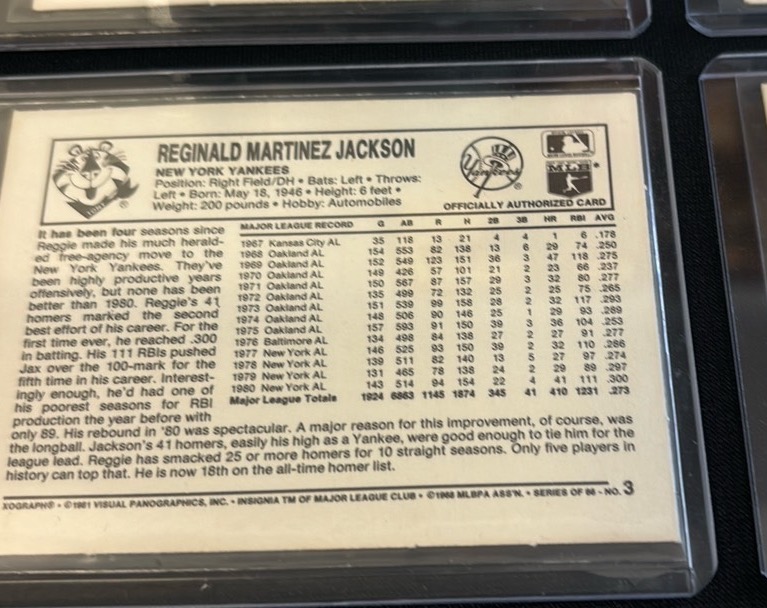 REGINALD MARTINEZ JACKSON
NEW YORK YANKEES
Position: Right Field/DH • Bats: Left • Throws:
Left • Born: May 18, 1946 • Height: 6 feet •
Weight: 200 pounds • Hobby: Automobiles
TONY
Yankees
MLB
OFFICIALLY AUTHORIZED CARD
It has been four seasons since
Reggie made his much herald-
ed free-agency move to the
New York Yankees. They've
been highly productive years
offensively, but none has been
better than 1980. Reggie's 41
homers marked the second
best effort of his career. For the
first time ever, he reached .300
in batting. His 111 RBIs pushed
Jax over the 100-mark for the
fifth time in his career. Interest-
ingly enough, he'd had one of
his poorest seasons for RBI
production the year before with
only 89. His rebound in '80 was spectacular. A major reason for this improvement, of course, was
the longball. Jackson's 41 homers, easily his high as a Yankee, were good enough to tie him for the
league lead. Reggie has smacked 25 or more homers for 10 straight seasons. Only five players in
history can top that. He is now 18th on the all-time homer list.
MAJOR LEAGUE RECORD G AB R H 2B 3B HR RBI AVG
1967 Kansas City AL 35 118 13 21 4 4 1 6 .178
1968 Oakland AL 154 553 82 138 13 6 29 74 .250
1969 Oakland AL 152 549 123 151 36 3 47 118 .275
1970 Oakland AL 149 426 57 101 21 2 23 66 .237
1971 Oakland AL 150 567 87 157 29 3 32 80 .277
1972 Oakland AL 135 499 72 132 25 2 25 75 .265
1973 Oakland AL 151 539 99 158 28 2 32 117 .293
1974 Oakland AL 148 506 90 146 25 1 29 93 .289
1975 Oakland AL 157 593 91 150 39 3 36 104 .253
1976 Baltimore AL 134 498 84 138 27 2 27 91 .277
1977 New York AL 146 525 93 150 39 2 32 110 .286
1978 New York AL 139 511 82 140 13 5 27 97 .274
1979 New York AL 131 465 78 138 24 2 29 89 .297
1980 New York AL 143 514 94 154 22 4 41 111 .300
Major League Totals 1924 6863 1145 1874 345 41 410 1231 .273
XOGRAPH® • ©1981 VISUAL PANOGRAPHICS, INC. • INSIGNIA TM OF MAJOR LEAGUE CLUB • ©1968 MLBPA ASS'N. • SERIES OF 66 - NO. 3